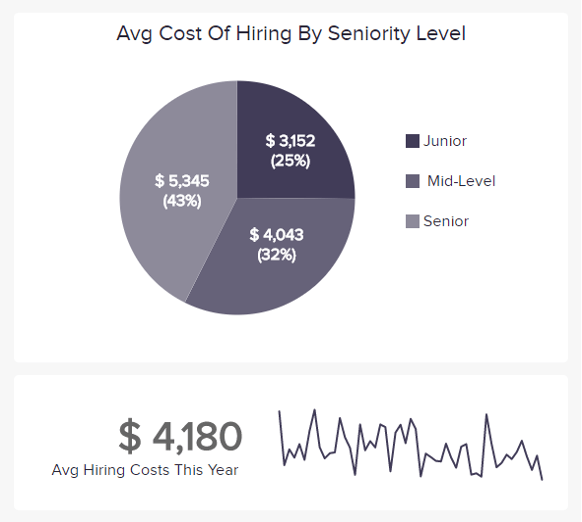 Avg Cost Of Hiring By Seniority Level
$ 3,152
(25%)
Junior
$ 5,345
(43%)
Mid-Level
$ 4,043
(32%)
Senior
$ 4,180
Avg Hiring Costs This Year